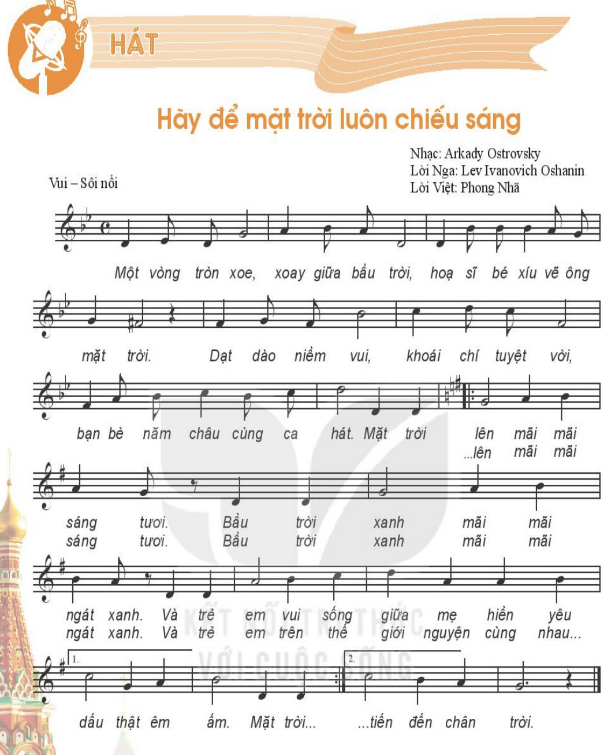 HÁT
Hãy để mặt trời luôn chiếu sáng
Nhạc: Arkady Ostrovsky
Lời Nga: Lev Ivanovich Oshanin
Lời Việt: Phong Nhã
Vui – Sôi nổi
Một vòng tròn xoe, xoay giữa bầu trời, hoạ sĩ bé xíu vẽ ông
mặt trời. Dạt dào niềm vui, khoái chí tuyệt vời,
bạn bè năm châu cùng ca hát. Mặt trời lên mãi mãi
...lên mãi mãi
sáng tươi. Bầu trời xanh mãi mãi
sáng tươi. Bầu trời xanh mãi mãi
ngát xanh. Và trẻ em vui sống giữa mẹ hiền yêu
ngát xanh. Và trẻ em trên thế giới nguyện cùng nhau...
KẾT NỐI TRI THỨC
VỚI CUỘC SỐNG
1. 2.
dấu thật êm ấm. Mặt trời... ...tiến đến chân trời.